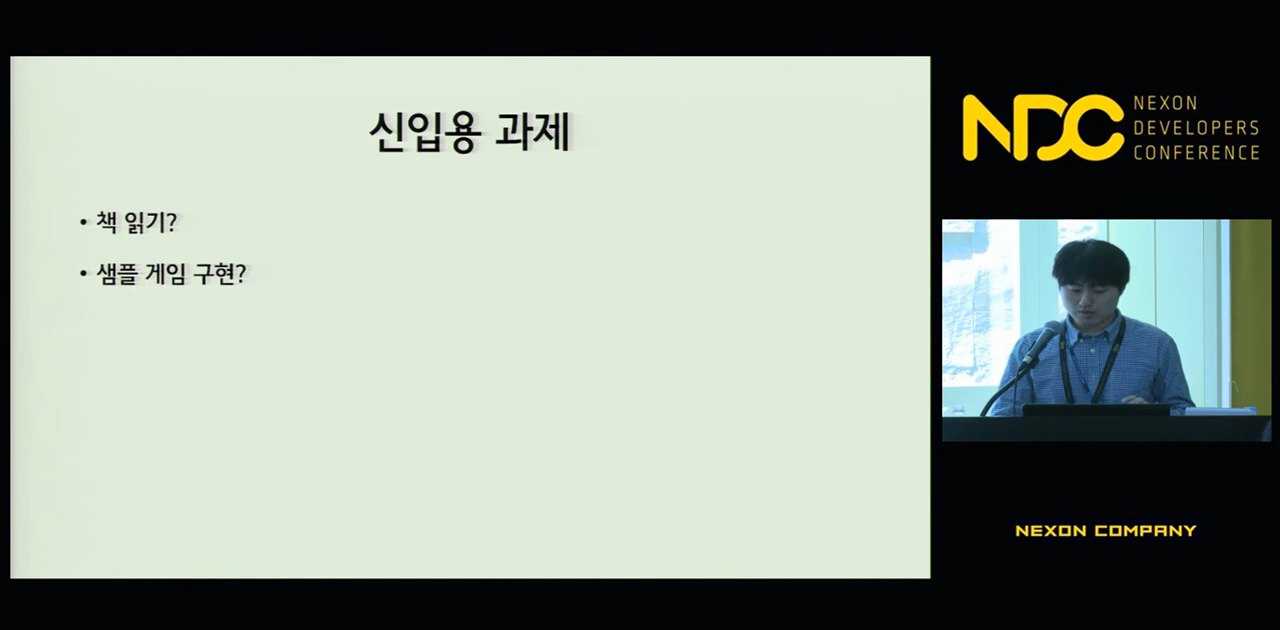 신입용 과제
• 책 읽기?
• 샘플 게임 구현?
NDC
NEXON
DEVELOPERS
CONFERENCE
NEXON COMPANY